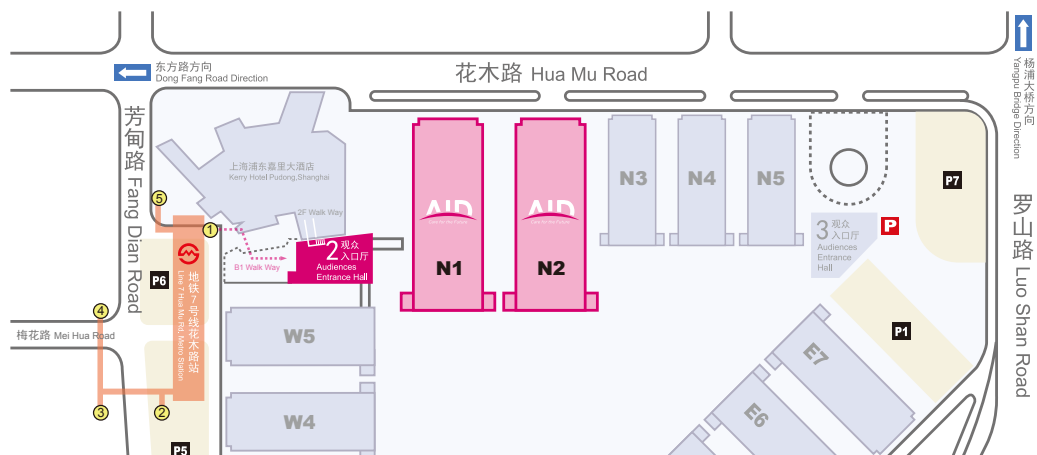 东方路方向
Dong Fang Road Direction
花木路 Hua Mu Road
杨浦大桥方向
Yangpu Bridge Direction
芳甸路 Fang Dian Road
罗山路 Luo Shan Road
上海浦东嘉里大酒店
Kerry Hotel Pudong,Shanghai
2F Walk Way
B1 Walk Way
2 观众
入口厅
Audiences
Entrance Hall
AID
N1
AID
N2
N3
N4
N5
P7
3 观众
入口厅
Audiences
Entrance
Hall
P
P1
5
1
P6
地铁7号线花木路站
Line 7 Hua Mu Rd. Metro Station
4
梅花路 Mei Hua Road
3
2
P5
W5
W4
E7
E6